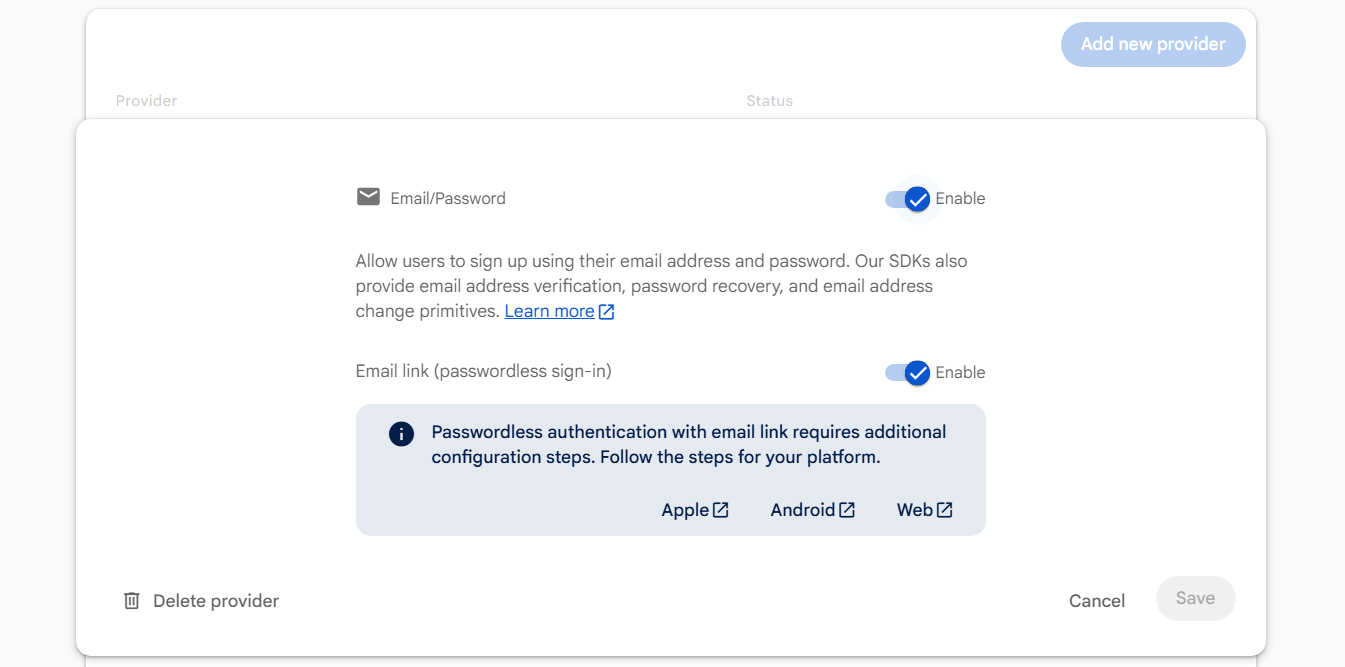 Add new provider
Provider Status
Email/Password Enable
Allow users to sign up using their email address and password. Our SDKs also
provide email address verification, password recovery, and email address
change primitives. Learn more
Email link (passwordless sign-in) Enable
Passwordless authentication with email link requires additional
configuration steps. Follow the steps for your platform.
Apple Android Web
Delete provider Cancel Save